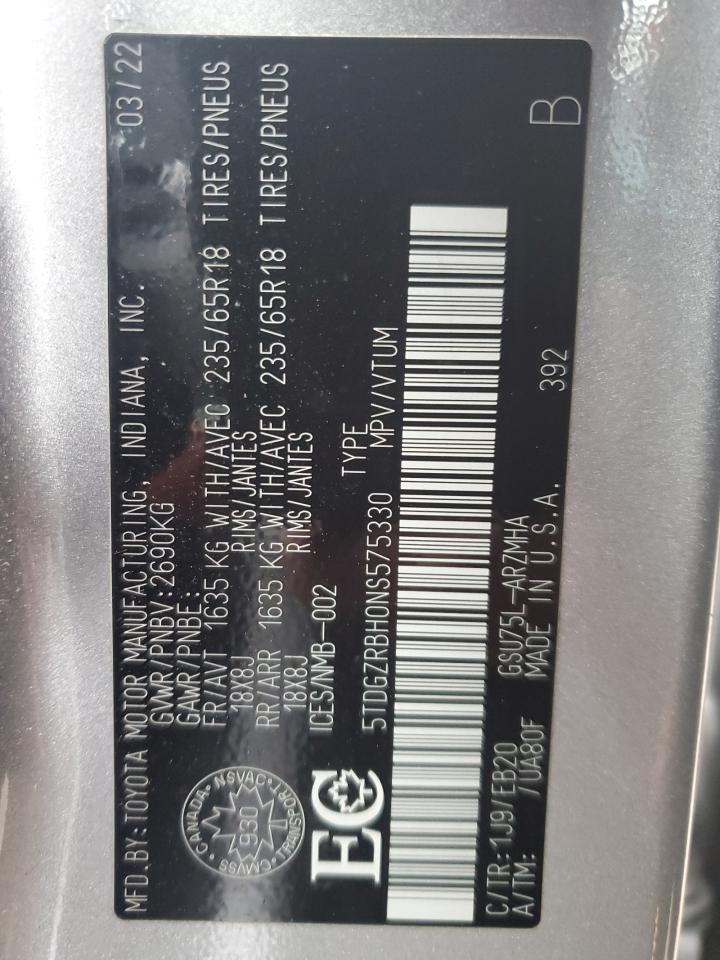 MFD.BY:TOYOTA MOTOR MANUFACTURING, INDIANA, INC. 03/22
GVWR/PNBV:2690KG
GAWR/PNBE:
FR/AVT 1635 KG WITH/AVEC 235/65R18 TIRES/PNEUS
18X8J RIMS/JANTES
RR/ARR 1635 KG WITH/AVEC 235/65R18 TIRES/PNEUS
18X8J RIMS/JANTES
ICES/NMB-002
CANADA NSVAC TRANSPORT CMVSS
930
EC
TYPE
5TDGZRBH0NS575330 MPV/VTUM
C/TR:1J9/EB20 GSU75L-ARZMHA
A/TM: /UA80F MADE IN U.S.A. 392 B